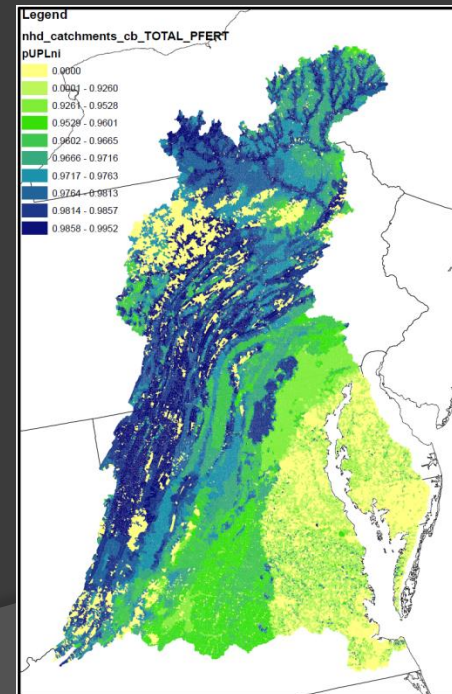 Legend
nhd_catchments_cb_TOTAL_PFERT
pUPLni
0.0000
0.0001 - 0.9260
0.9261 - 0.9528
0.9529 - 0.9601
0.9602 - 0.9665
0.9666 - 0.9716
0.9717 - 0.9763
0.9764 - 0.9813
0.9814 - 0.9857
0.9858 - 0.9952